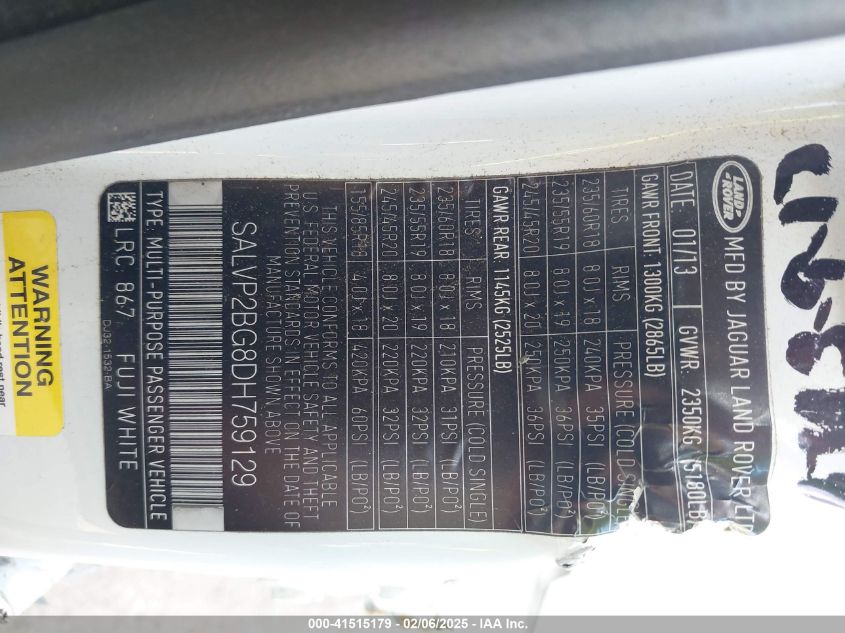 LAND
ROVER
MFD BY JAGUAR LAND ROVER LTD
DATE: 01/13 GVWR: 2350KG (5180LB
GAWR FRONT: 1300KG (2865LB)
TIRES RIMS PRESSURE (COLD SINGLE
235/60R18 8.0J x 18 240KPA 35PSI (LB/PO²)
235/55R19 8.0J x 19 250KPA 36PSI (LB/PO²)
245/45R20 8.0J x 20 250KPA 36PSI (LB/PO²)
GAWR REAR: 1145KG (2525LB)
TIRES RIMS PRESSURE (COLD SINGLE)
235/60R18 8.0J x 18 210KPA 31PSI (LB/PO²)
235/55R19 8.0J x 19 220KPA 32PSI (LB/PO²)
245/45R20 8.0J x 20 220KPA 32PSI (LB/PO²)
155/85R18 4.0J x 18 420KPA 60PSI (LB/PO²)
THIS VEHICLE CONFORMS TO ALL APPLICABLE
U.S. FEDERAL MOTOR VEHICLE SAFETY AND THEFT
PREVENTION STANDARDS IN EFFECT ON THE DATE OF
MANUFACTURE SHOWN ABOVE
SALVP2BG8DH759129
TYPE: MULTI-PURPOSE PASSENGER VEHICLE
LRC: 867 FUJI WHITE
DJ32-1532-BA
WARNING
ATTENTION
000-41515179 - 02/06/2025 - IAA Inc.